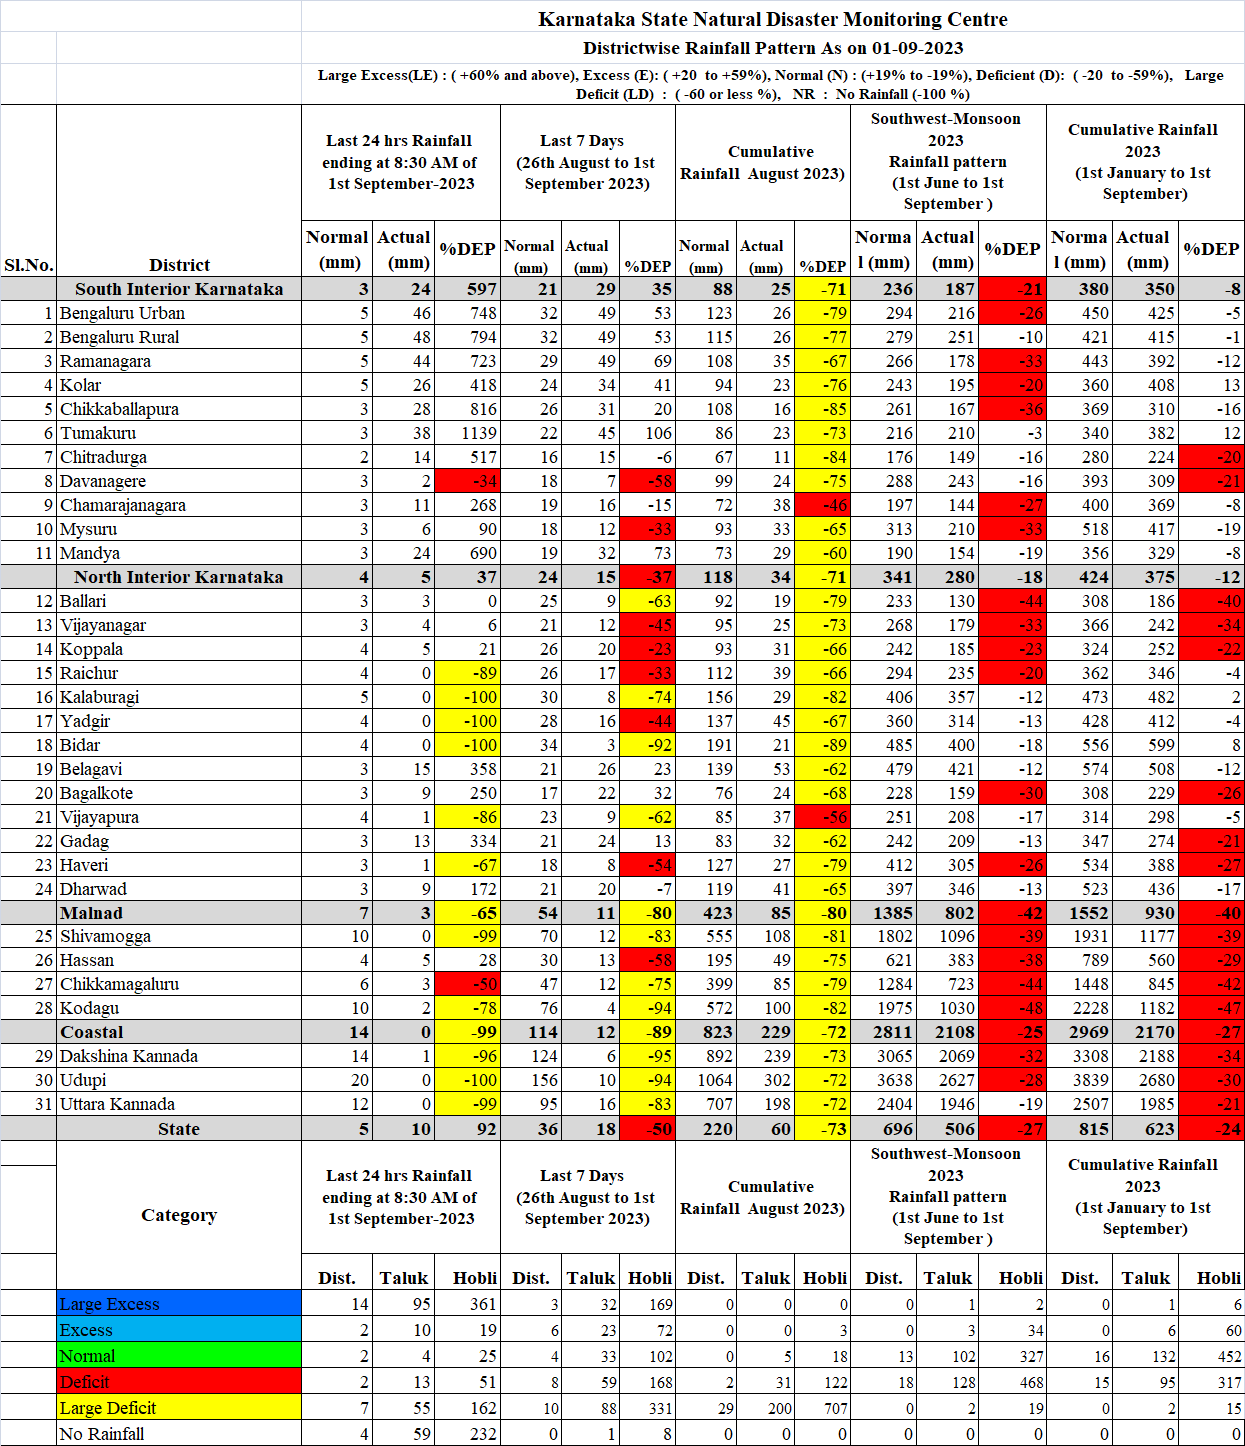 Karnataka State Natural Disaster Monitoring Centre
Districtwise Rainfall Pattern As on 01-09-2023
Large Excess(LE) : ( +60% and above), Excess (E): ( +20 to +59%), Normal (N) : (+19% to -19%), Deficient (D): ( -20 to -59%), Large
Deficit (LD) : ( -60 or less %), NR : No Rainfall (-100 %)
Last 24 hrs Rainfall
ending at 8:30 AM of
1st September-2023
Last 7 Days
(26th August to 1st
September 2023)
Cumulative
Rainfall August 2023)
Southwest-Monsoon
2023
Rainfall pattern
(1st June to 1st
September )
Cumulative Rainfall
2023
(1st January to 1st
September)
Sl.No. District Normal (mm) Actual (mm) %DEP Normal (mm) Actual (mm) %DEP Normal (mm) Actual (mm) %DEP Norma l (mm) Actual (mm) %DEP Norma l (mm) Actual (mm) %DEP
South Interior Karnataka 3 24 597 21 29 35 88 25 -71 236 187 -21 380 350 -8
1 Bengaluru Urban 5 46 748 32 49 53 123 26 -79 294 216 -26 450 425 -5
2 Bengaluru Rural 5 48 794 32 49 53 115 26 -77 279 251 -10 421 415 -1
3 Ramanagara 5 44 723 29 49 69 108 35 -67 266 178 -33 443 392 -12
4 Kolar 5 26 418 24 34 41 94 23 -76 243 195 -20 360 408 13
5 Chikkaballapura 3 28 816 26 31 20 108 16 -85 261 167 -36 369 310 -16
6 Tumakuru 3 38 1139 22 45 106 86 23 -73 216 210 -3 340 382 12
7 Chitradurga 2 14 517 16 15 -6 67 11 -84 176 149 -16 280 224 -20
8 Davanagere 3 2 -34 18 7 -58 99 24 -75 288 243 -16 393 309 -21
9 Chamarajanagara 3 11 268 19 16 -15 72 38 -46 197 144 -27 400 369 -8
10 Mysuru 3 6 90 18 12 -33 93 33 -65 313 210 -33 518 417 -19
11 Mandya 3 24 690 19 32 73 73 29 -60 190 154 -19 356 329 -8
North Interior Karnataka 4 5 37 24 15 -37 118 34 -71 341 280 -18 424 375 -12
12 Ballari 3 3 0 25 9 -63 92 19 -79 233 130 -44 308 186 -40
13 Vijayanagar 3 4 6 21 12 -45 95 25 -73 268 179 -33 366 242 -34
14 Koppala 4 5 21 26 20 -23 93 31 -66 242 185 -23 324 252 -22
15 Raichur 4 0 -89 26 17 -33 112 39 -66 294 235 -20 362 346 -4
16 Kalaburagi 5 0 -100 30 8 -74 156 29 -82 406 357 -12 473 482 2
17 Yadgir 4 0 -100 28 16 -44 137 45 -67 360 314 -13 428 412 -4
18 Bidar 4 0 -100 34 3 -92 191 21 -89 485 400 -18 556 599 8
19 Belagavi 3 15 358 21 26 23 139 53 -62 479 421 -12 574 508 -12
20 Bagalkote 3 9 250 17 22 32 76 24 -68 228 159 -30 308 229 -26
21 Vijayapura 4 1 -86 23 9 -62 85 37 -56 251 208 -17 314 298 -5
22 Gadag 3 13 334 21 24 13 83 32 -62 242 209 -13 347 274 -21
23 Haveri 3 1 -67 18 8 -54 127 27 -79 412 305 -26 534 388 -27
24 Dharwad 3 9 172 21 20 -7 119 41 -65 397 346 -13 523 436 -17
Malnad 7 3 -65 54 11 -80 423 85 -80 1385 802 -42 1552 930 -40
25 Shivamogga 10 0 -99 70 12 -83 555 108 -81 1802 1096 -39 1931 1177 -39
26 Hassan 4 5 28 30 13 -58 195 49 -75 621 383 -38 789 560 -29
27 Chikkamagaluru 6 3 -50 47 12 -75 399 85 -79 1284 723 -44 1448 845 -42
28 Kodagu 10 2 -78 76 4 -94 572 100 -82 1975 1030 -48 2228 1182 -47
Coastal 14 0 -99 114 12 -89 823 229 -72 2811 2108 -25 2969 2170 -27
29 Dakshina Kannada 14 1 -96 124 6 -95 892 239 -73 3065 2069 -32 3308 2188 -34
30 Udupi 20 0 -100 156 10 -94 1064 302 -72 3638 2627 -28 3839 2680 -30
31 Uttara Kannada 12 0 -99 95 16 -83 707 198 -72 2404 1946 -19 2507 1985 -21
State 5 10 92 36 18 -50 220 60 -73 696 506 -27 815 623 -24
Category
Last 24 hrs Rainfall
ending at 8:30 AM of
1st September-2023
Last 7 Days
(26th August to 1st
September 2023)
Cumulative
Rainfall August 2023)
Southwest-Monsoon
2023
Rainfall pattern
(1st June to 1st
September )
Cumulative Rainfall
2023
(1st January to 1st
September)
Dist. Taluk Hobli Dist. Taluk Hobli Dist. Taluk Hobli Dist. Taluk Hobli Dist. Taluk Hobli
Large Excess 14 95 361 3 32 169 0 0 0 0 1 2 0 1 6
Excess 2 10 19 6 23 72 0 0 3 0 3 34 0 6 60
Normal 2 4 25 4 33 102 0 5 18 13 102 327 16 132 452
Deficit 2 13 51 8 59 168 2 31 122 18 128 468 15 95 317
Large Deficit 7 55 162 10 88 331 29 200 707 0 2 19 0 2 15
No Rainfall 4 59 232 0 1 8 0 0 0 0 0 0 0 0 0